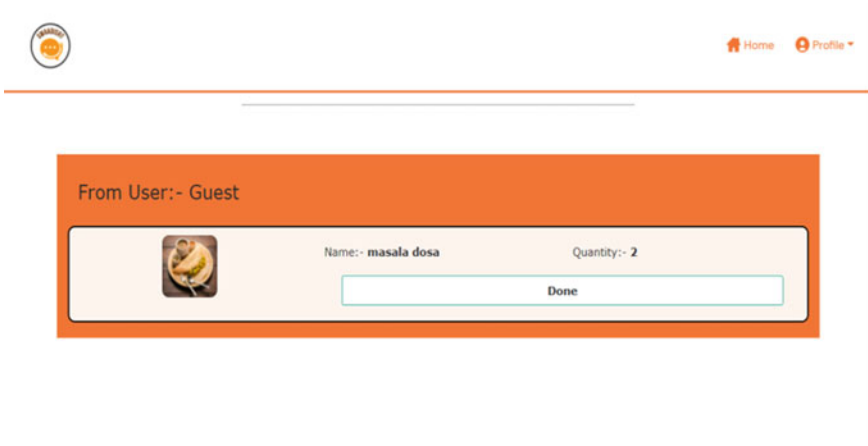 Home Profile
From User:- Guest
Name:- masala dosa Quantity:- 2
Done